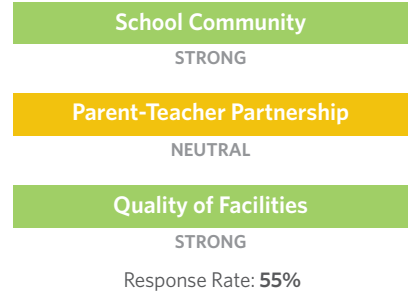 School Community
STRONG
Parent-Teacher Partnership
NEUTRAL
Quality of Facilities
STRONG
Response Rate: 55%